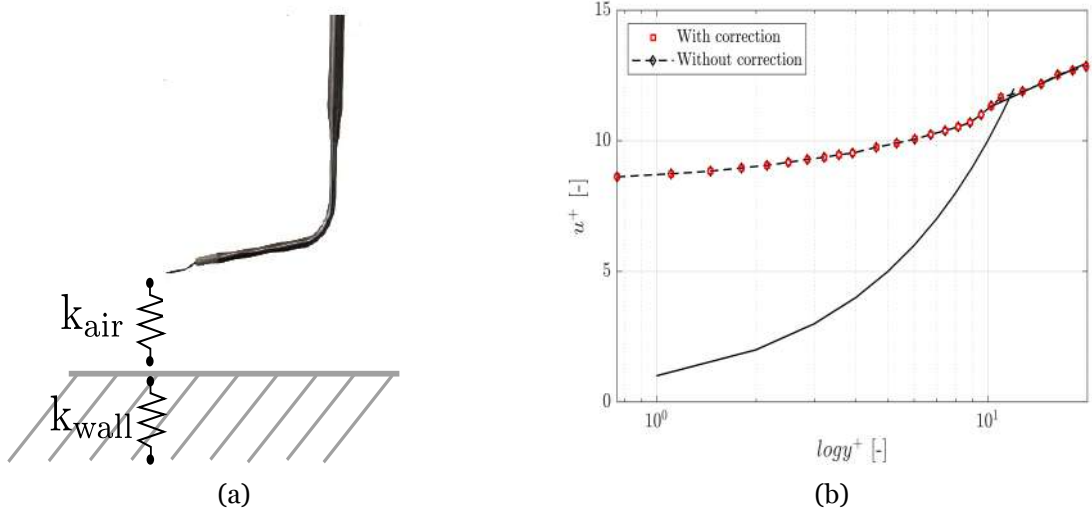 k_air
k_wall
(a)
15
10
5
0
With correction
Without correction
u⁺ [-]
10⁰
10¹
logy⁺ [-]
(b)